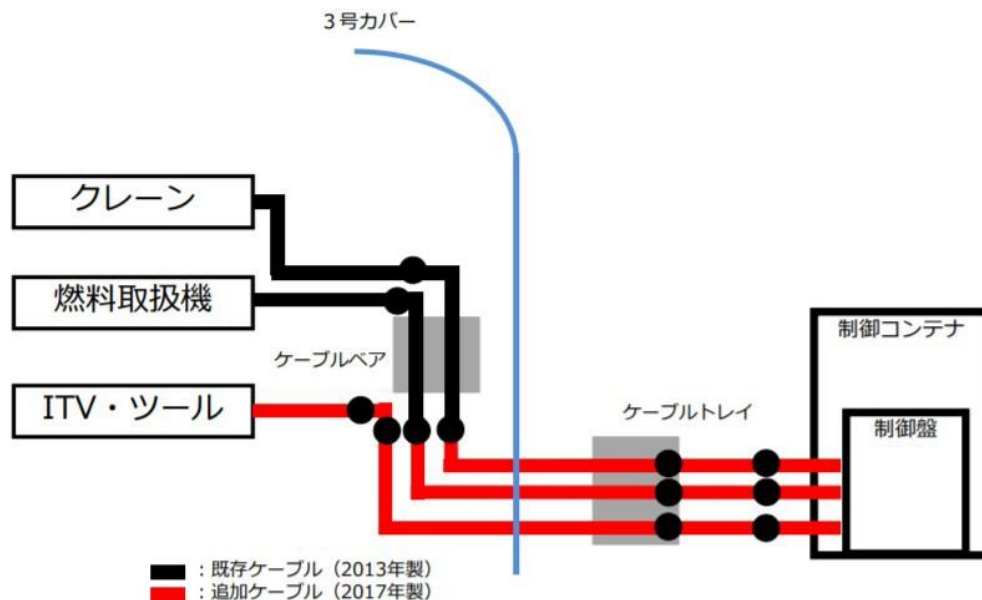 ３号カバー
クレーン
燃料取扱機
ケーブルベア
ITV・ツール
ケーブルトレイ
制御コンテナ
制御盤
：既存ケーブル（2013年製）
：追加ケーブル（2017年製）